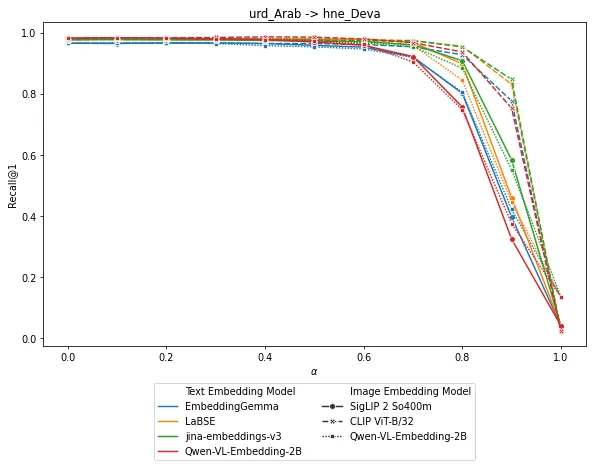 urd_Arab -> hne_Deva
Recall@1
1.0
0.8
0.6
0.4
0.2
0.0
0.0 0.2 0.4 0.6 0.8 1.0
α
Text Embedding Model
EmbeddingGemma
LaBSE
jina-embeddings-v3
Qwen-VL-Embedding-2B
Image Embedding Model
SigLIP 2 So400m
CLIP ViT-B/32
Qwen-VL-Embedding-2B